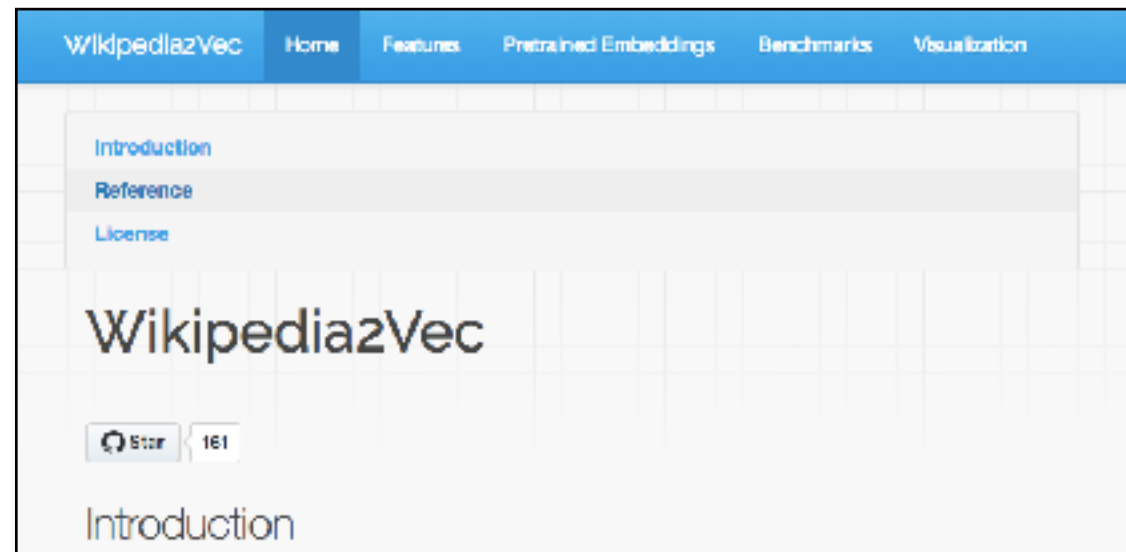 Wikipedia2Vec Home Features Pretrained Embeddings Benchmarks Visualization
Introduction
Reference
License
Wikipedia2Vec
Star 161
Introduction